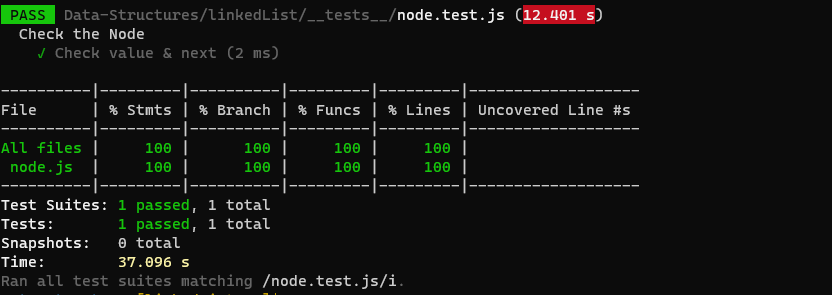 PASS Data-Structures/linkedList/__tests__/node.test.js (12.401 s)
Check the Node
√ Check value & next (2 ms)
----------|---------|----------|---------|---------|-------------------
File | % Stmts | % Branch | % Funcs | % Lines | Uncovered Line #s
----------|---------|----------|---------|---------|-------------------
All files | 100 | 100 | 100 | 100 |
node.js | 100 | 100 | 100 | 100 |
----------|---------|----------|---------|---------|-------------------
Test Suites: 1 passed, 1 total
Tests: 1 passed, 1 total
Snapshots: 0 total
Time: 37.096 s
Ran all test suites matching /node.test.js/i.